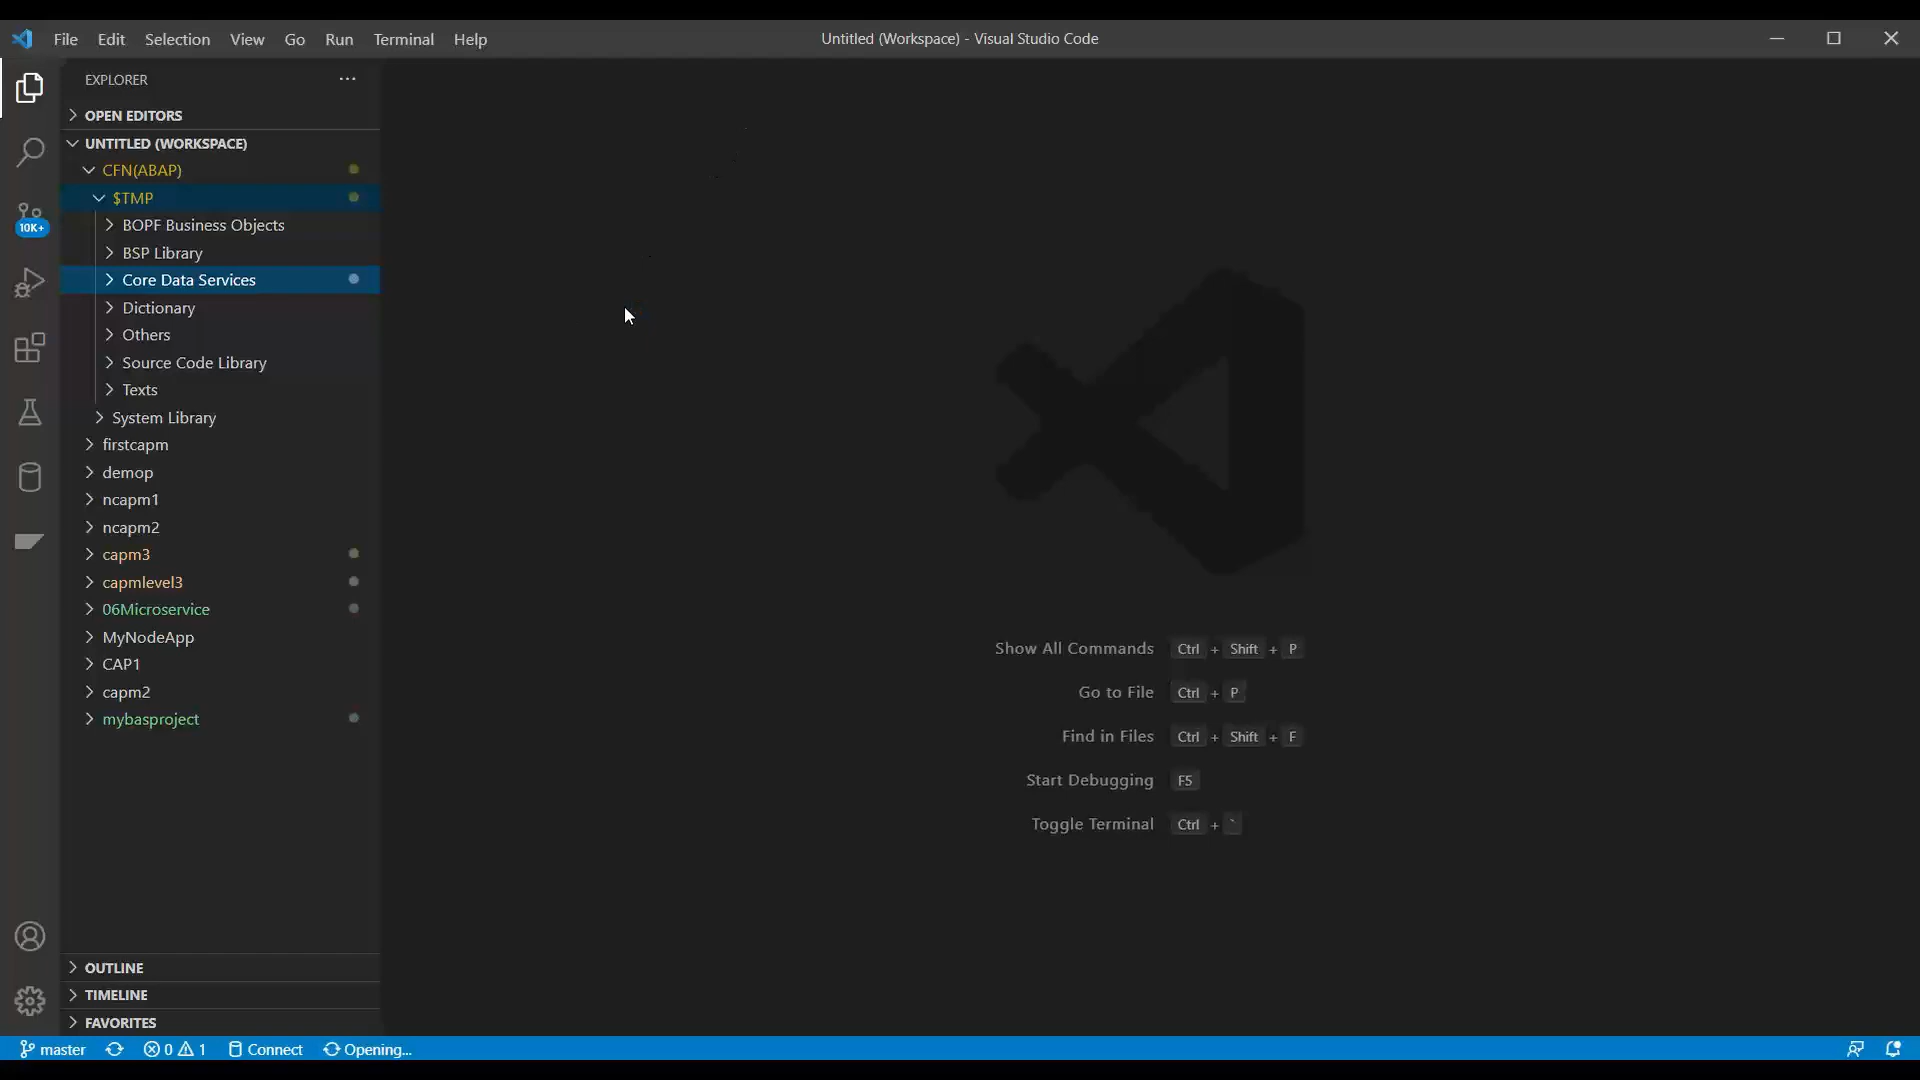 File Edit Selection View Go Run Terminal Help
Untitled (Workspace) - Visual Studio Code
EXPLORER
OPEN EDITORS
UNTITLED (WORKSPACE)
CFN(ABAP)
$TMP
BOPF Business Objects
BSP Library
Core Data Services
Dictionary
Others
Source Code Library
Texts
System Library
firstcapm
demop
ncapm1
ncapm2
capm3
capmlevel3
06Microservice
MyNodeApp
CAP1
capm2
mybasproject
OUTLINE
TIMELINE
FAVORITES
10K+
Show All Commands Ctrl + Shift + P
Go to File Ctrl + P
Find in Files Ctrl + Shift + F
Start Debugging F5
Toggle Terminal Ctrl + `
master 0 1 Connect Opening...